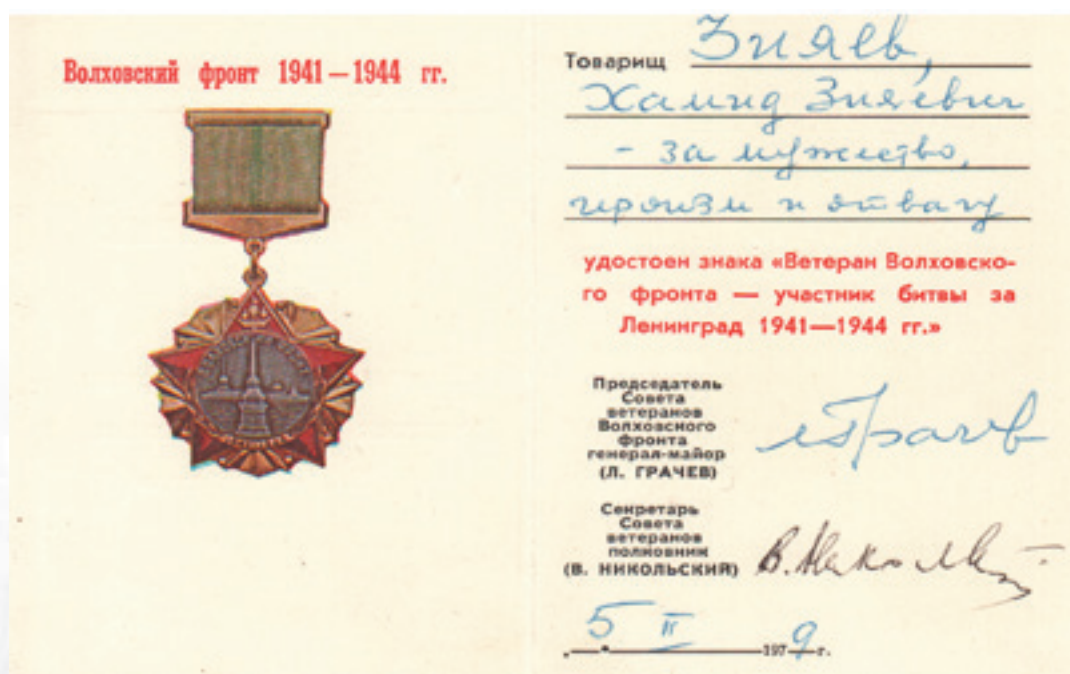 Волховский фронт 1941—1944 гг.
Товарищ Зияев,
Хамид Зияевич
- за мужество,
героизм и отвагу
удостоен знака «Ветеран Волховско-
го фронта — участник битвы за
Ленинград 1941—1944 гг.»
Председатель
Совета
ветеранов
Волховсного
фронта
генерал-майор
(Л. ГРАЧЕВ)
лГрачев
Секретарь
Совета
ветеранов
полковник
(В. НИКОЛЬСКИЙ)
5 II 1979 г.